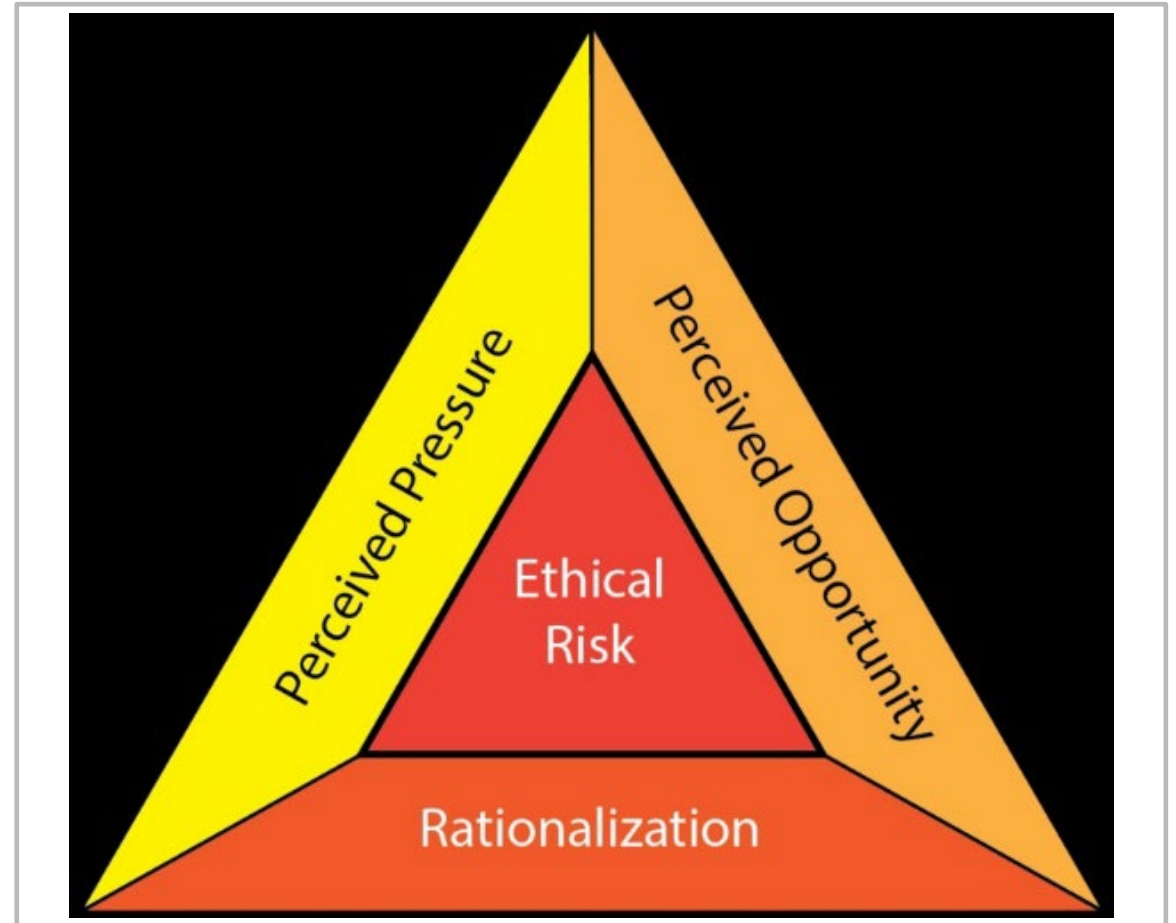 Perceived Pressure
Perceived Opportunity
Ethical
Risk
Rationalization